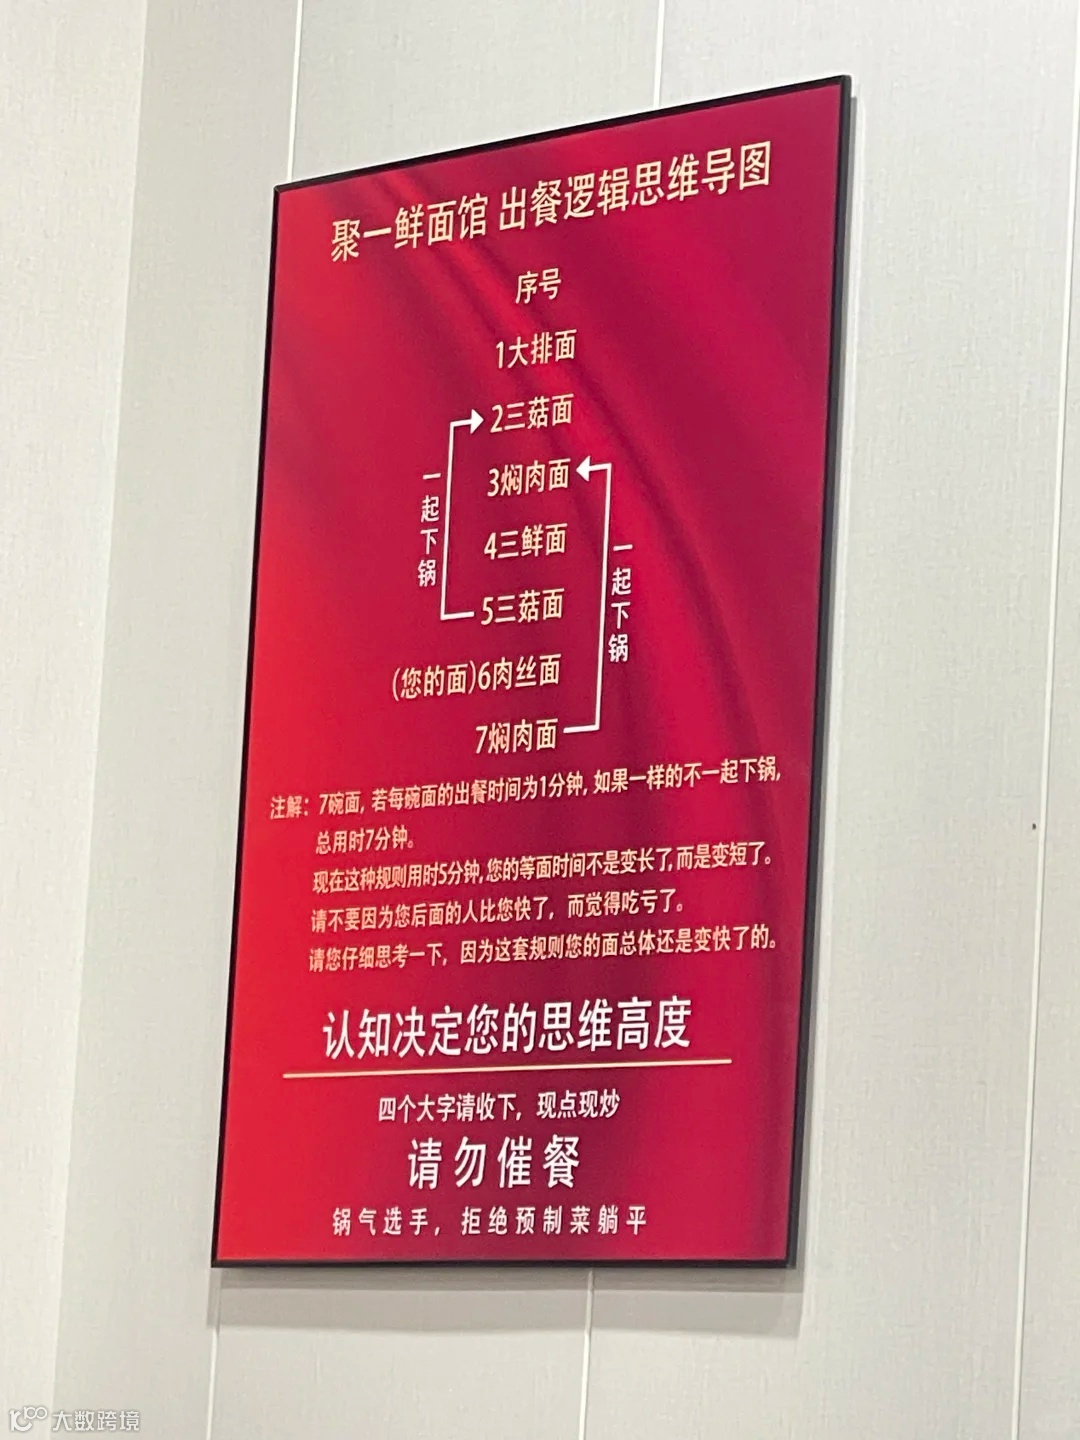 聚一鲜面馆 出餐逻辑思维导图
序号
1大排面
2三菇面
3焖肉面
4三鲜面
5三菇面
(您的面)6肉丝面
7焖肉面
一起下锅
一起下锅
注解：7碗面, 若每碗面的出餐时间为1分钟, 如果一样的不一起下锅,
总用时7分钟。
现在这种规则用时5分钟, 您的等面时间不是变长了, 而是变短了。
请不要因为您后面的人比您快了，而觉得吃亏了。
请您仔细思考一下，因为这套规则您的面总体还是变快了的。
认知决定您的思维高度
四个大字请收下，现点现炒
请勿催餐
锅气选手，拒绝预制菜躺平
大数跨境